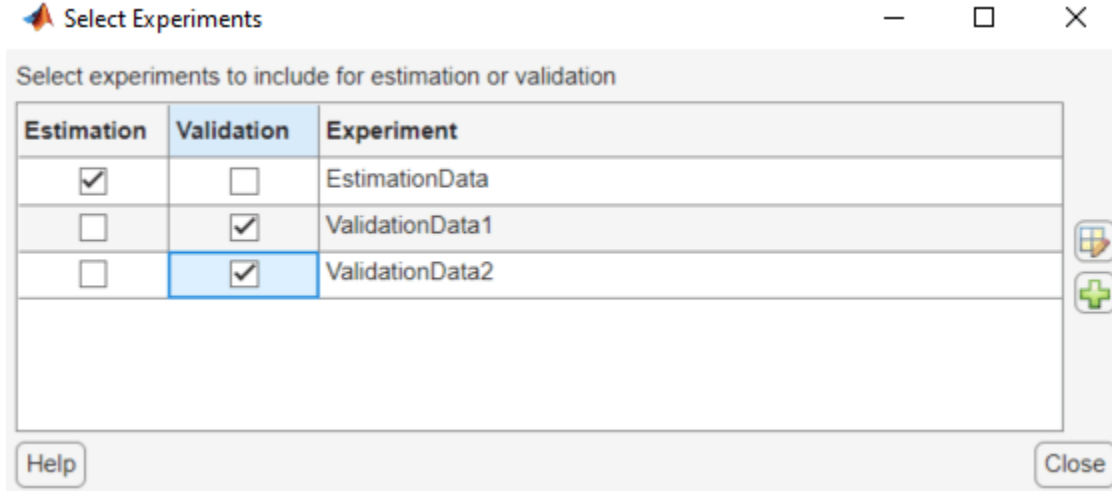 Select Experiments
Select experiments to include for estimation or validation
Estimation Validation Experiment
EstimationData
ValidationData1
ValidationData2
Help Close